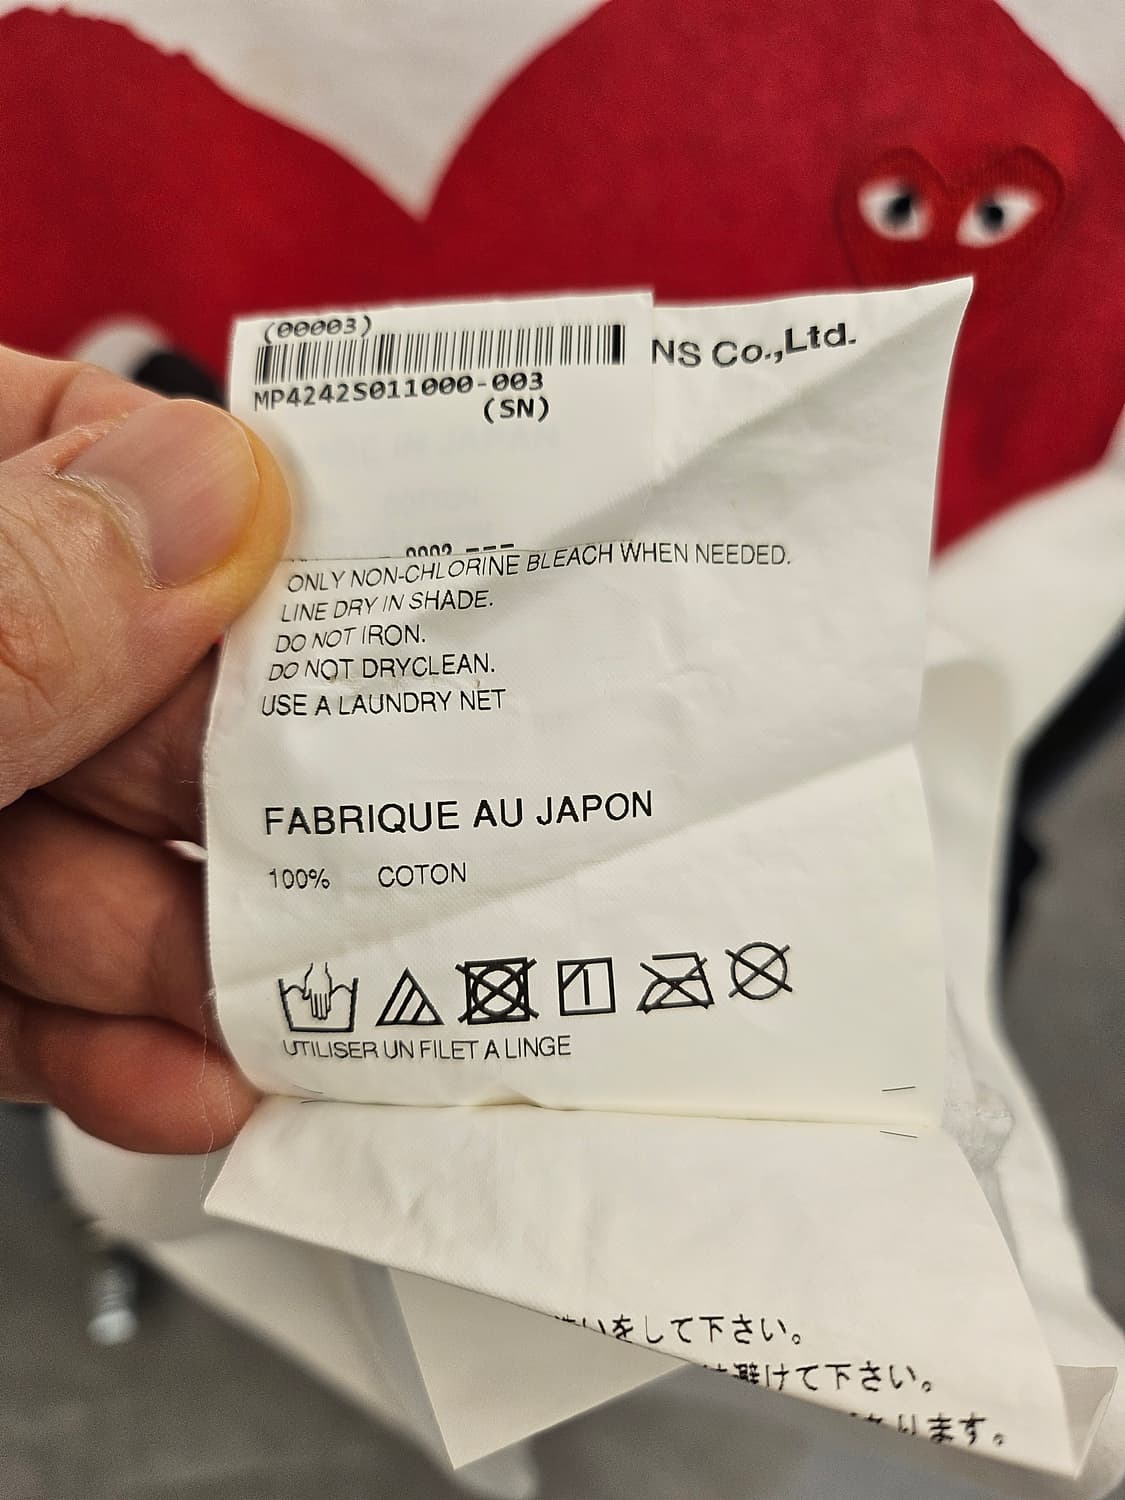 (00003)
MP4242S011000-003
(SN)
NS Co.,Ltd.
ONLY NON-CHLORINE BLEACH WHEN NEEDED.
LINE DRY IN SHADE.
DO NOT IRON.
DO NOT DRYCLEAN.
USE A LAUNDRY NET
FABRIQUE AU JAPON
100% COTON
1
UTILISER UN FILET A LINGE
いをして下さい。
避けて下さい。
ります。